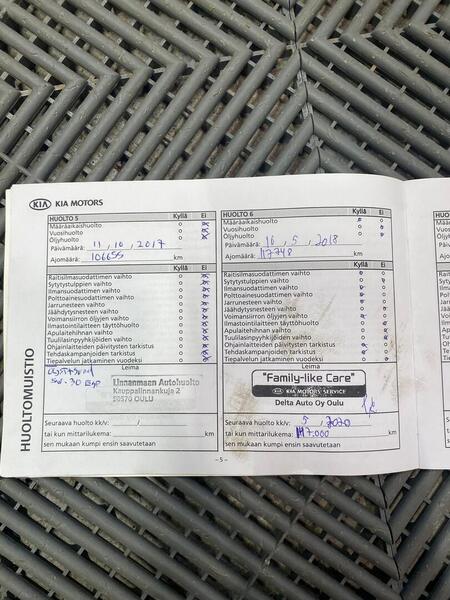 KIA KIA MOTORS
HUOLTOMUISTIO
HUOLTO 5 Kyllä Ei
Määräaikaishuolto
Vuosihuolto
Öljyhuolto
Päivämäärä: 11, 10, 2017
Ajomäärä: 106655 km
Kyllä Ei
Raitisilmasuodattimen vaihto
Sytytystulppien vaihto
Ilmansuodattimen vaihto
Polttoainesuodattimen vaihto
Jarrunesteen vaihto
Jäähdytysnesteen vaihto
Voimansiirron öljyjen vaihto
Ilmastointilaitteen täyttöhuolto
Apulaitehihnan vaihto
Tuulilasinpyyhkijöiden vaihto
Ohjainlaitteiden päivitysten tarkistus
Tehdaskampanjoiden tarkistus
Tiepalvelun jatkaminen vuodeksi
Leima
5w-30
Linnanmaan Autohuolto
Kauppalinnankuja 2
90570 OULU
Seuraava huolto kk/v: /
tai kun mittarilukema: km
sen mukaan kumpi ensin saavutetaan
HUOLTO 6 Kyllä Ei
Määräaikaishuolto
Vuosihuolto
Öljyhuolto
Päivämäärä: 16, 5, 2018
Ajomäärä: 117748 km
Kyllä Ei
Raitisilmasuodattimen vaihto
Sytytystulppien vaihto
Ilmansuodattimen vaihto
Polttoainesuodattimen vaihto
Jarrunesteen vaihto
Jäähdytysnesteen vaihto
Voimansiirron öljyjen vaihto
Ilmastointilaitteen täyttöhuolto
Apulaitehihnan vaihto
Tuulilasinpyyhkijöiden vaihto
Ohjainlaitteiden päivitysten tarkistus
Tehdaskampanjoiden tarkistus
Tiepalvelun jatkaminen vuodeksi
Leima
"Family-like Care"
KIA KIA MOTORS SERVICE
Delta Auto Oy Oulu
Seuraava huolto kk/v: 5, 2020
tai kun mittarilukema: km
sen mukaan kumpi ensin saavutetaan
– 5 –